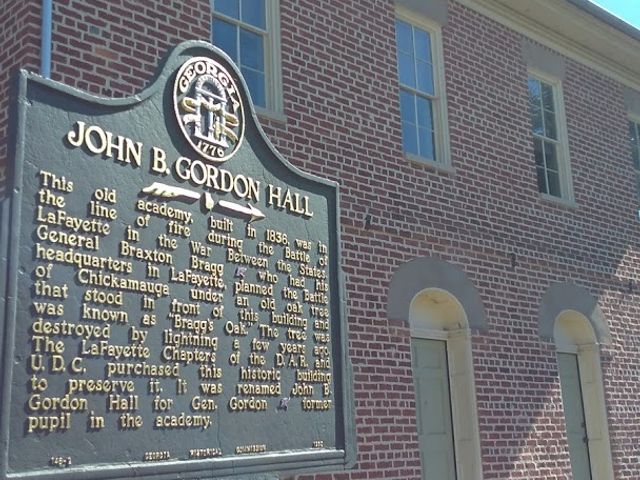 GEORGIA
1776
JOHN B. GORDON HALL
This old academy, built in 1836, was in
the line of fire during the Battle of
LaFayette in the War Between the States.
General Braxton Bragg who had his
headquarters in LaFayette, planned the Battle
of Chickamauga under an old oak tree
that stood in front of this building and
was known as "Bragg's Oak." The tree was
destroyed by lightning a few years ago.
The LaFayette Chapters of the D.A.R. and
U.D.C. purchased this historic building
to preserve it. It was renamed John B.
Gordon Hall for Gen. Gordon former
pupil in the academy.
146-2 GEORGIA HISTORICAL COMMISSION